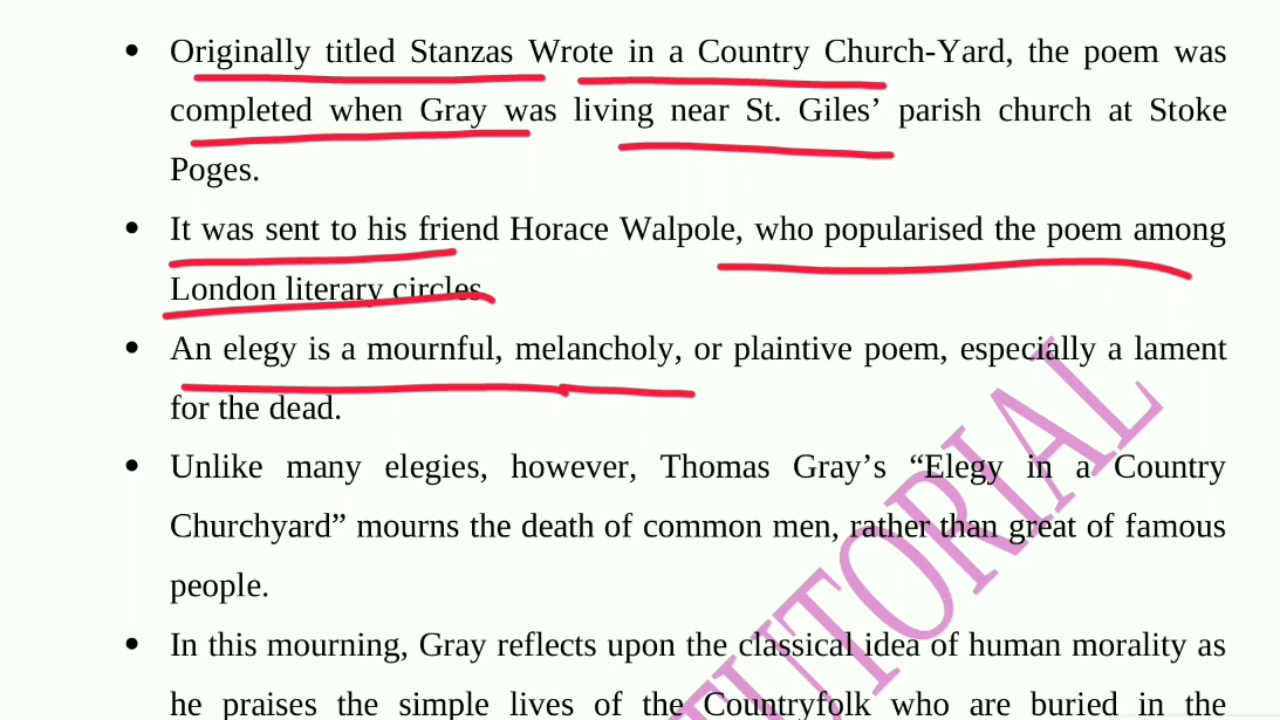 • Originally titled Stanzas Wrote in a Country Church-Yard, the poem was
completed when Gray was living near St. Giles’ parish church at Stoke
Poges.
• It was sent to his friend Horace Walpole, who popularised the poem among
London literary circles.
• An elegy is a mournful, melancholy, or plaintive poem, especially a lament
for the dead.
• Unlike many elegies, however, Thomas Gray’s “Elegy in a Country
Churchyard” mourns the death of common men, rather than great of famous
people.
• In this mourning, Gray reflects upon the classical idea of human morality as
he praises the simple lives of the Countryfolk who are buried in the
TUTORIAL